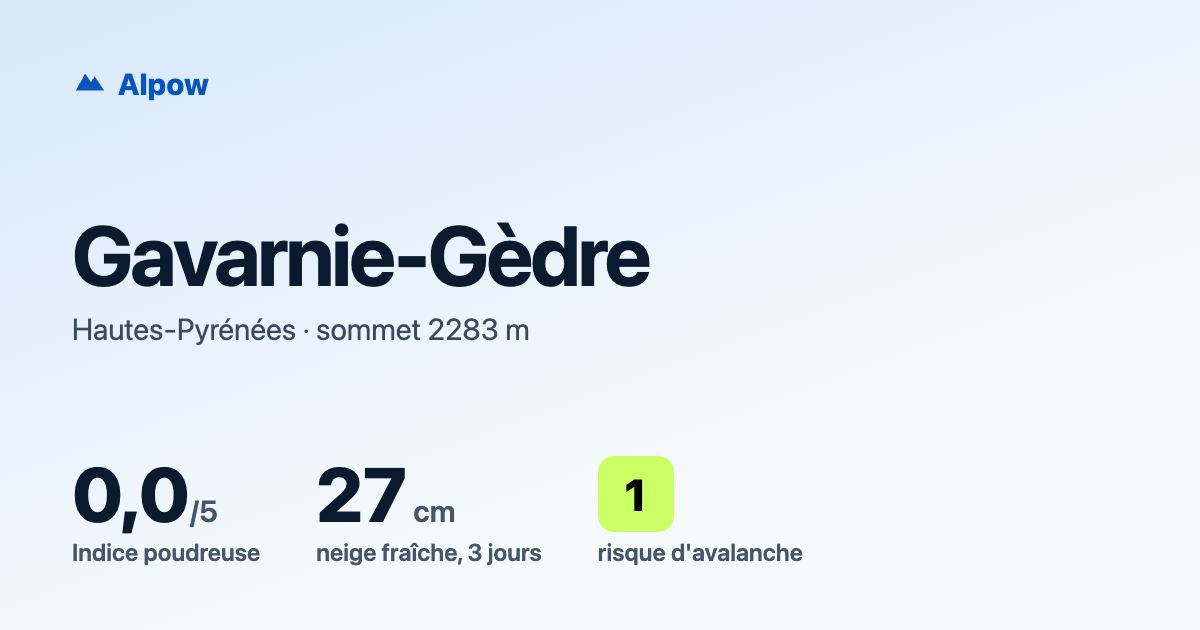 Alpow
Gavarnie-Gèdre
Hautes-Pyrénées · sommet 2283 m
0,0/5
Indice poudreuse
27 cm
neige fraîche, 3 jours
1
risque d'avalanche